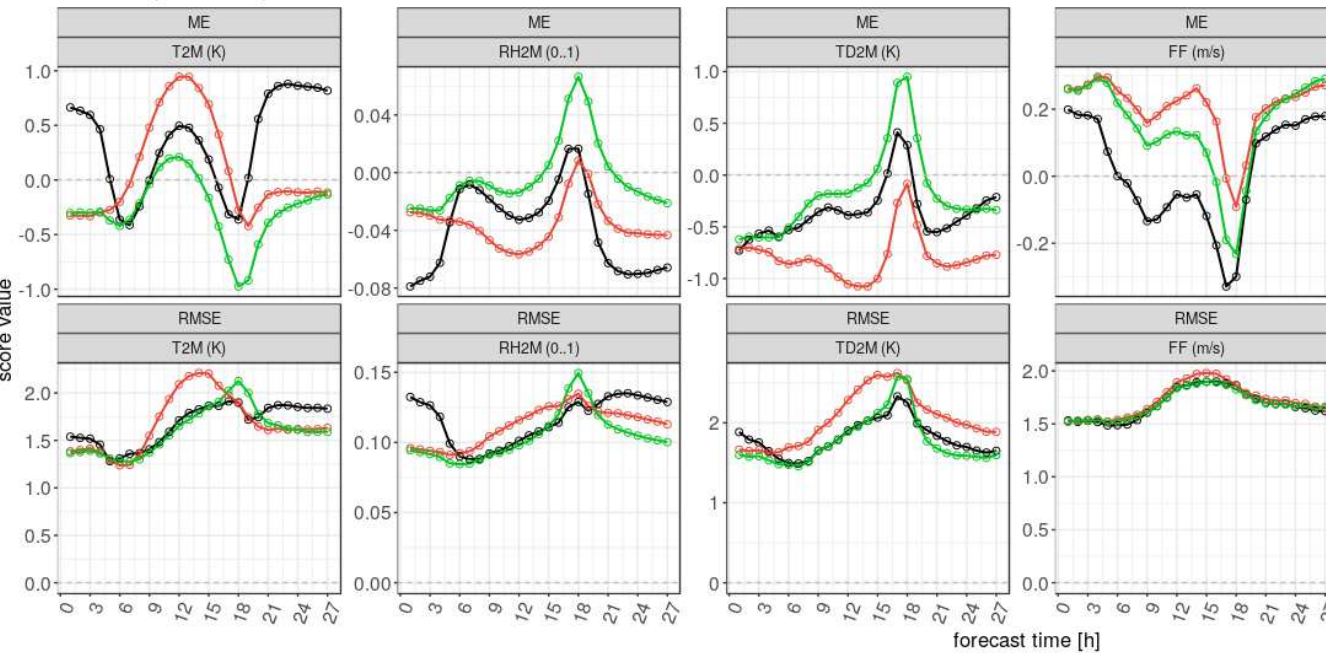 ME ME ME ME
T2M (K) RH2M (0..1) TD2M (K) FF (m/s)
1.0 0.5 0.0 -0.5 -1.0
0.04 0.00 -0.04 -0.08
1.0 0.5 0.0 -0.5 -1.0
0.2 0.0 -0.2
score value
RMSE RMSE RMSE RMSE
T2M (K) RH2M (0..1) TD2M (K) FF (m/s)
2.0 1.5 1.0 0.5 0.0
0.15 0.10 0.05 0.00
2 1 0
2.0 1.5 1.0 0.5 0.0
0 3 6 9 12 15 18 21 24 27
0 3 6 9 12 15 18 21 24 27
0 3 6 9 12 15 18 21 24 27
0 3 6 9 12 15 18 21 24
forecast time [h]